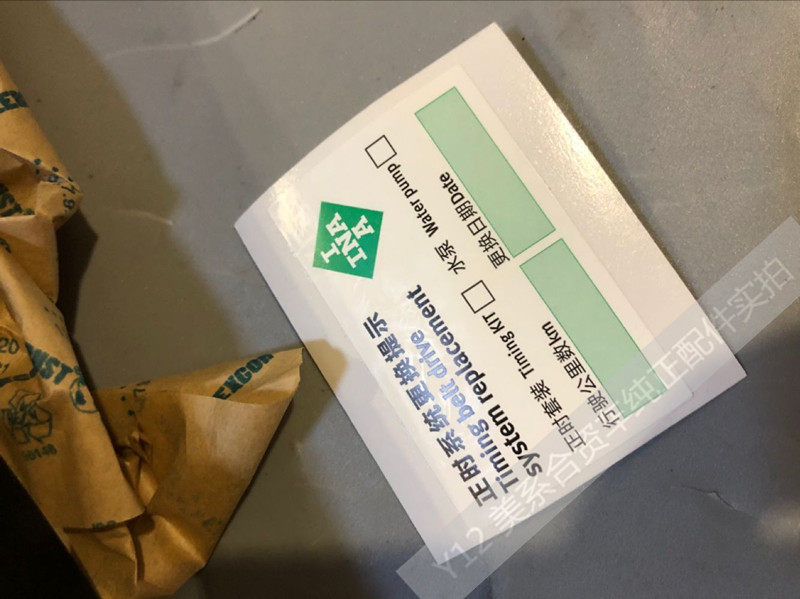 正时系统更换提示
Timing belt drive
system replacement
INA
正时套装 Timing KIT
水泵 Water pump
行驶公里数km
更换日期Date
Y12 美系合资车纯正配件实拍